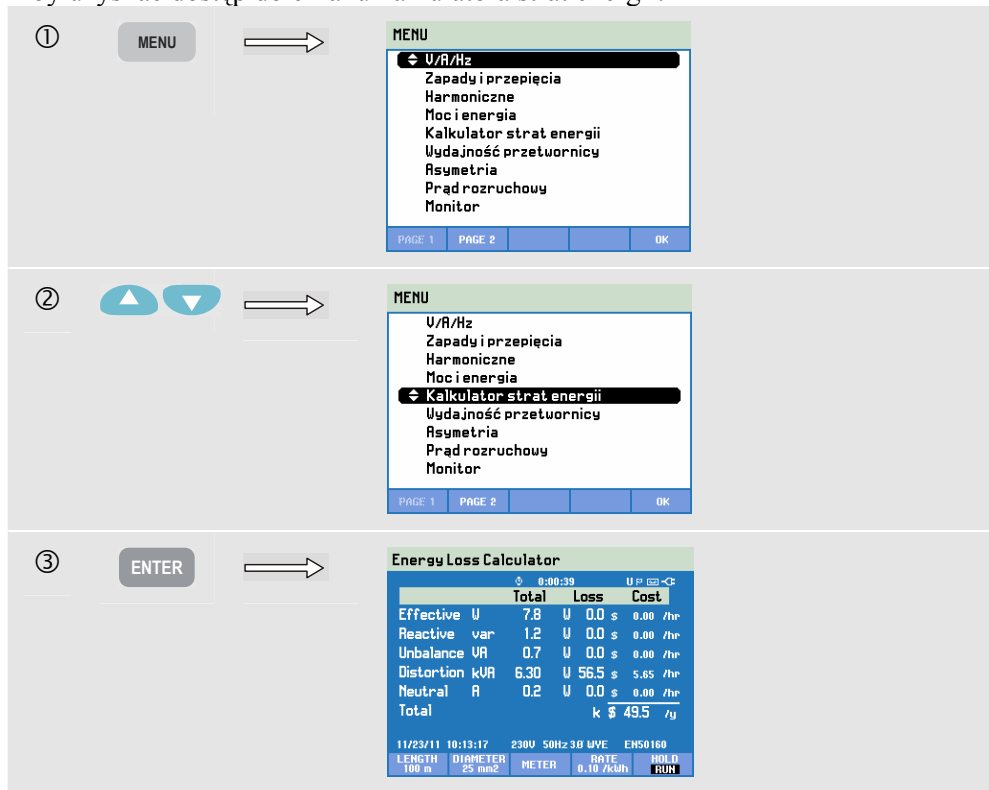 ①
MENU
MENU
V/A/Hz
Zapady i przepięcia
Harmoniczne
Moc i energia
Kalkulator strat energii
Wydajność przetwornicy
Asymetria
Prąd rozruchowy
Monitor
PAGE 1 PAGE 2 OK
②
MENU
V/A/Hz
Zapady i przepięcia
Harmoniczne
Moc i energia
Kalkulator strat energii
Wydajność przetwornicy
Asymetria
Prąd rozruchowy
Monitor
PAGE 1 PAGE 2 OK
③
ENTER
Energy Loss Calculator
0:00:39 U
Total Loss Cost
Effective W 7.8 W 0.0 $ 0.00 /hr
Reactive var 1.2 W 0.0 $ 0.00 /hr
Unbalance VA 0.7 W 0.0 $ 0.00 /hr
Distortion kVA 6.30 W 56.5 $ 5.65 /hr
Neutral A 0.2 W 0.0 $ 0.00 /hr
Total k $ 49.5 /y
11/23/11 10:13:17 230V 50Hz 3Ø WYE EN50160
LENGTH DIAMETER METER RATE HOLD
100 m 25 mm2 0.10 /kWh RUN